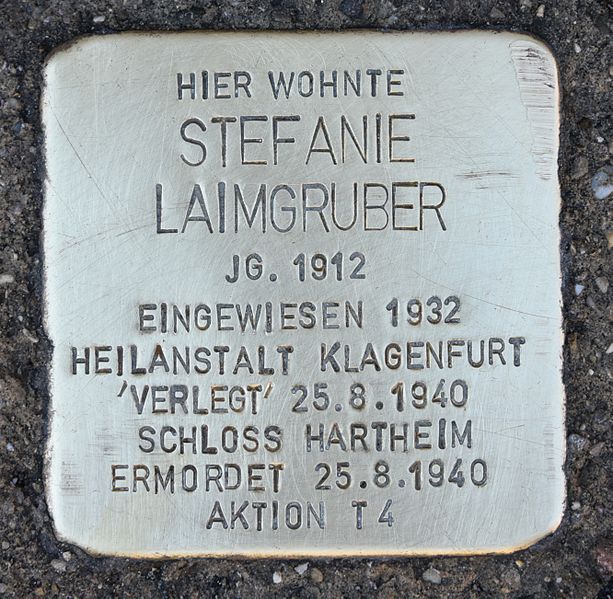 HIER WOHNTE
STEFANIE
LAIMGRUBER
JG. 1912
EINGEWIESEN 1932
HEILANSTALT KLAGENFURT
'VERLEGT' 25.8.1940
SCHLOSS HARTHEIM
ERMORDET 25.8.1940
AKTION T4